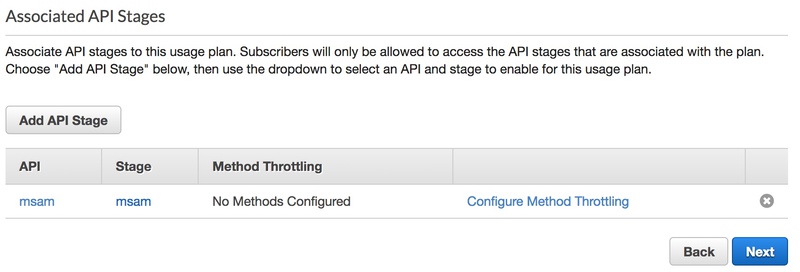 Associated API Stages
Associate API stages to this usage plan. Subscribers will only be allowed to access the API stages that are associated with the plan.
Choose "Add API Stage" below, then use the dropdown to select an API and stage to enable for this usage plan.
Add API Stage
API Stage Method Throttling
msam msam No Methods Configured Configure Method Throttling
Back Next